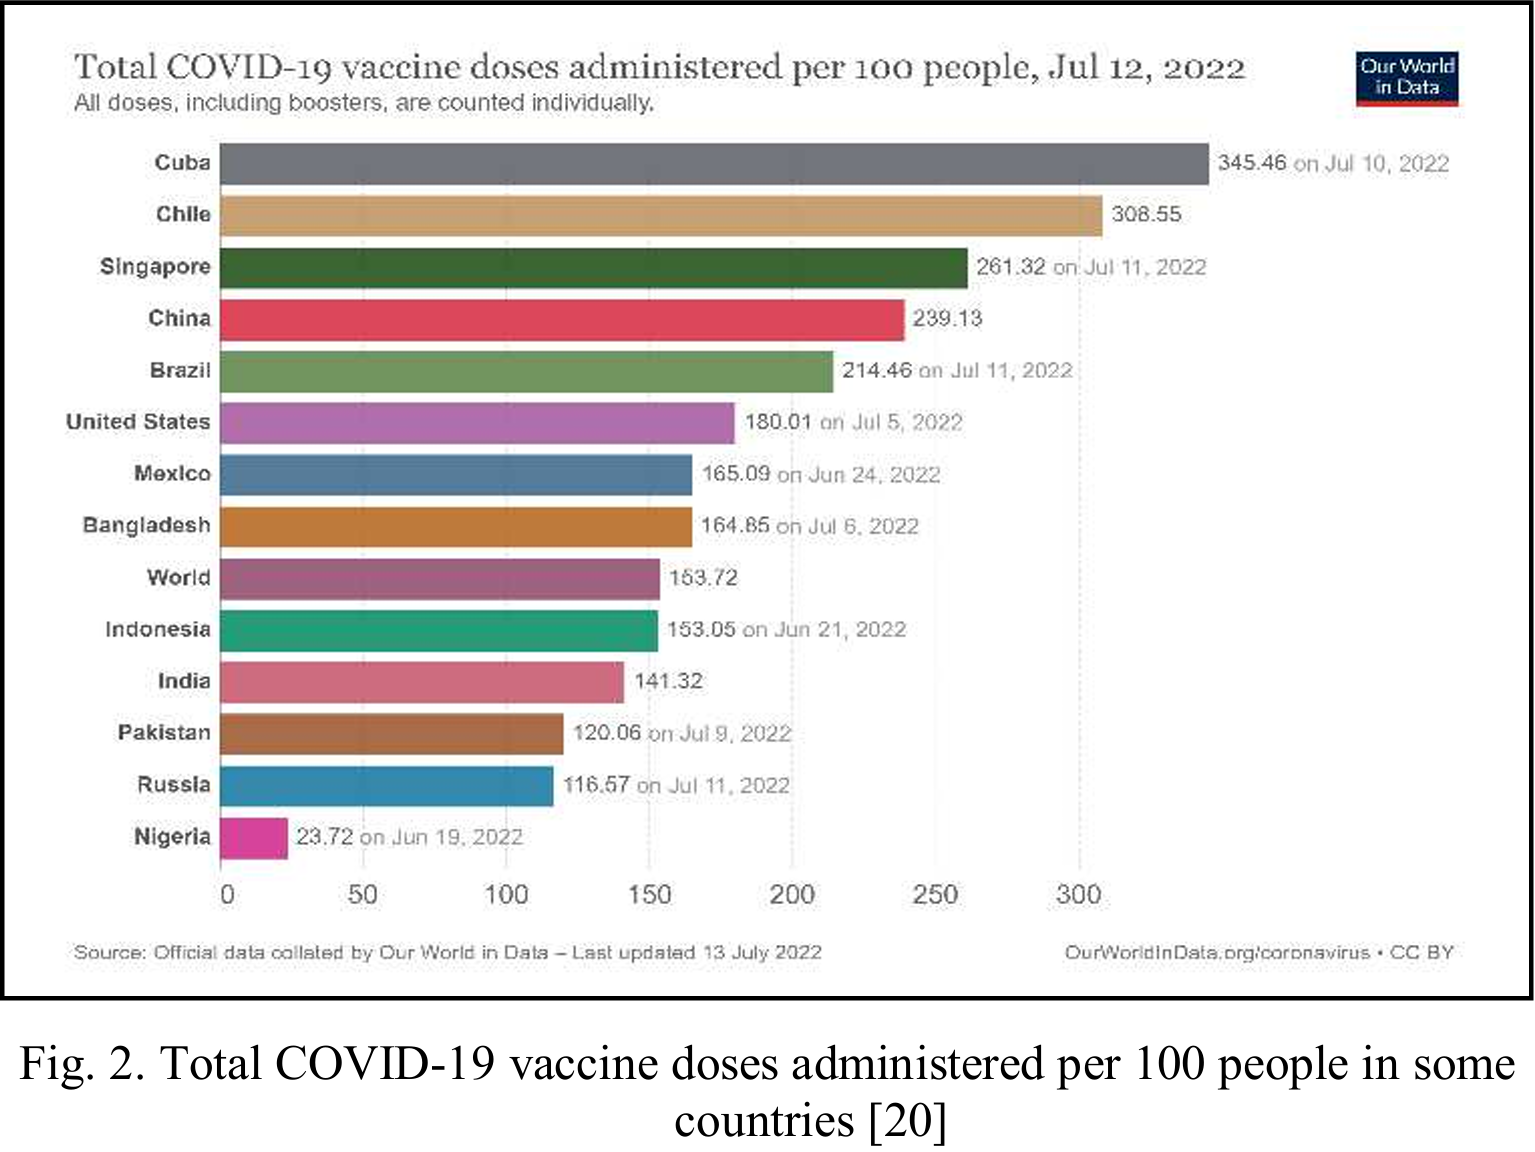 Total COVID-19 vaccine doses administered per 100 people, Jul 12, 2022
Our World
in Data
All doses, including boosters, are counted individually.
Cuba 345.46 on Jul 10, 2022
Chile 308.55
Singapore 261.32 on Jul 11, 2022
China 239.13
Brazil 214.46 on Jul 11, 2022
United States 180.01 on Jul 5, 2022
Mexico 165.09 on Jun 24, 2022
Bangladesh 164.85 on Jul 6, 2022
World 153.72
Indonesia 153.05 on Jun 21, 2022
India 141.32
Pakistan 120.06 on Jul 9, 2022
Russia 116.57 on Jul 11, 2022
Nigeria 23.72 on Jun 19, 2022
0 50 100 150 200 250 300
Source: Official data collated by Our World in Data – Last updated 13 July 2022
OurWorldInData.org/coronavirus • CC BY
Fig. 2. Total COVID-19 vaccine doses administered per 100 people in some
countries [20]